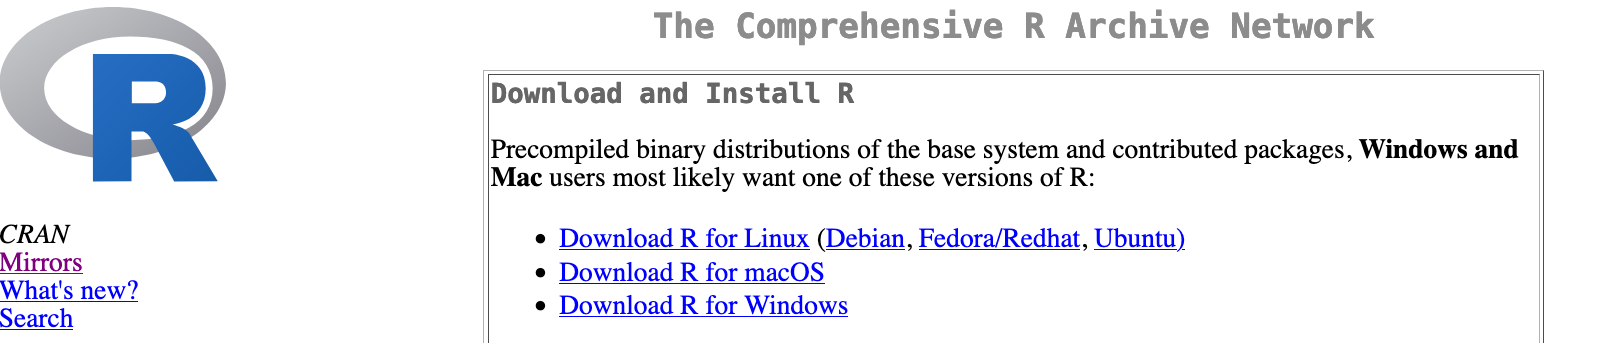 The Comprehensive R Archive Network
R
Download and Install R
Precompiled binary distributions of the base system and contributed packages, Windows and
Mac users most likely want one of these versions of R:
• Download R for Linux (Debian, Fedora/Redhat, Ubuntu)
• Download R for macOS
• Download R for Windows
CRAN
Mirrors
What's new?
Search